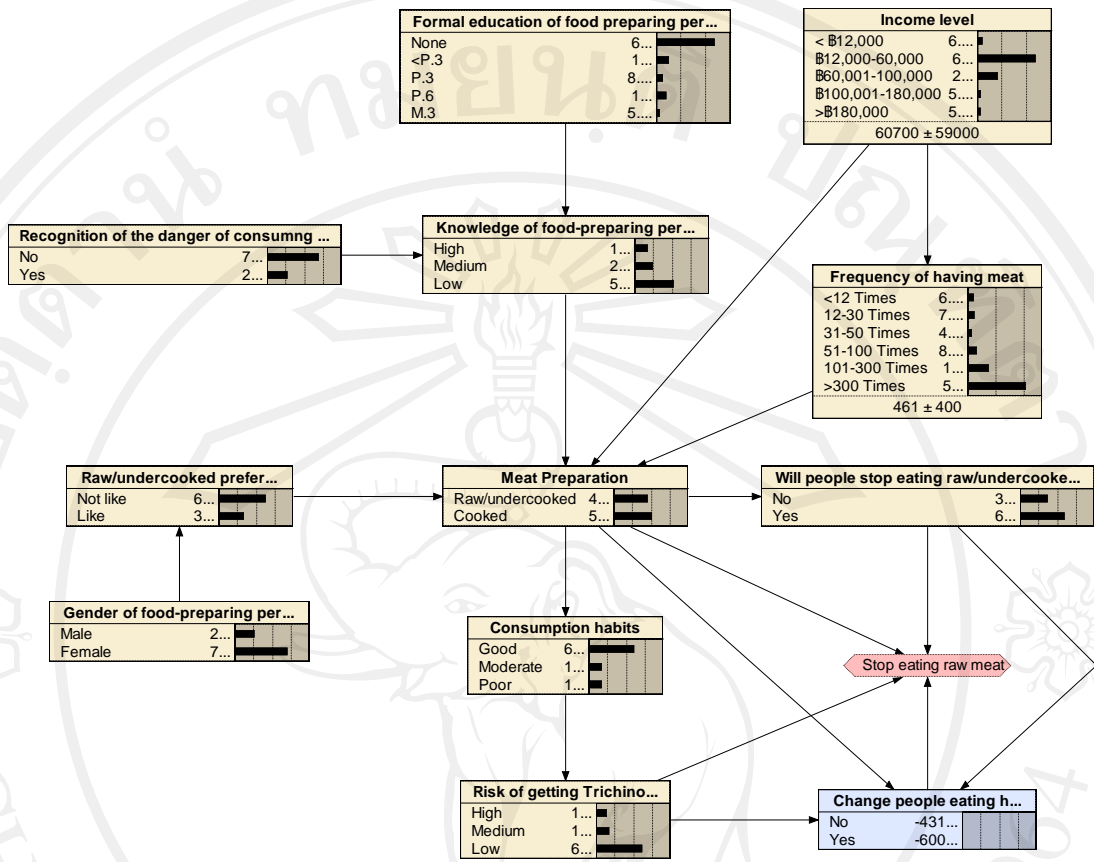 Formal education of food preparing per...
None 6...
<P.3 1...
P.3 8....
P.6 1...
M.3 5....
Income level
< ฿12,000 6....
฿12,000-60,000 6...
฿60,001-100,000 2...
฿100,001-180,000 5....
>฿180,000 5....
60700 ± 59000
Recognition of the danger of consumng ...
No 7...
Yes 2...
Knowledge of food-preparing per...
High 1...
Medium 2...
Low 5...
Frequency of having meat
<12 Times 6....
12-30 Times 7....
31-50 Times 4....
51-100 Times 8....
101-300 Times 1...
>300 Times 5...
461 ± 400
Raw/undercooked prefer...
Not like 6...
Like 3...
Meat Preparation
Raw/undercooked 4...
Cooked 5...
Will people stop eating raw/undercooke...
No 3...
Yes 6...
Gender of food-preparing per...
Male 2...
Female 7...
Consumption habits
Good 6...
Moderate 1...
Poor 1...
Stop eating raw meat
Risk of getting Trichino...
High 1...
Medium 1...
Low 6...
Change people eating h...
No -431...
Yes -600...